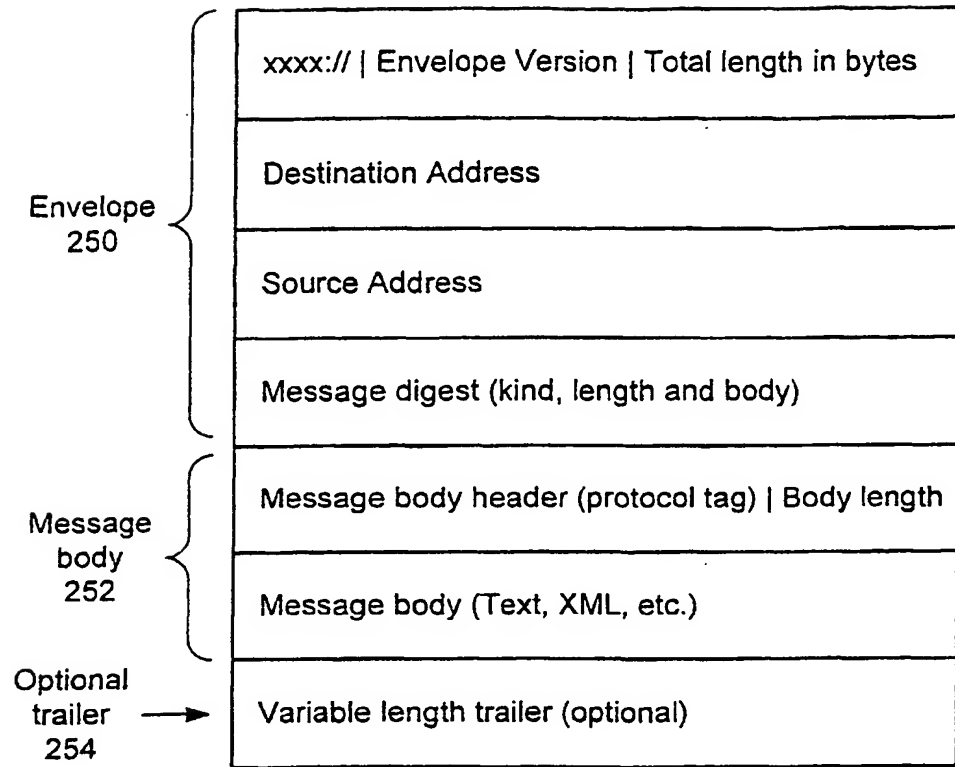 xxxx:// | Envelope Version | Total length in bytes
Destination Address
Envelope
250
Source Address
Message digest (kind, length and body)
Message body header (protocol tag) | Body length
Message
body
252
Message body (Text, XML, etc.)
Optional
trailer
254
Variable length trailer (optional)